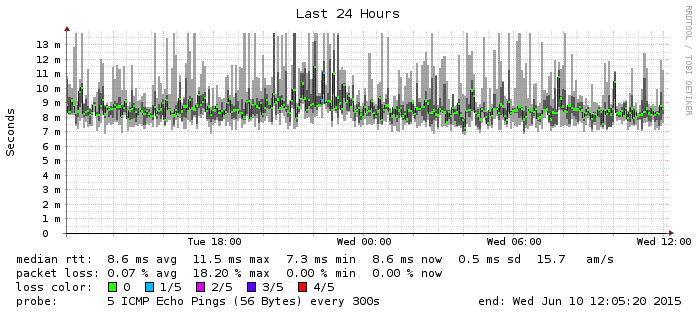 Last 24 Hours
RRDTOOL / TOBI OETIKER
Seconds
13 m
12 m
11 m
10 m
9 m
8 m
7 m
6 m
5 m
4 m
3 m
2 m
1 m
0
Tue 18:00 Wed 00:00 Wed 06:00 Wed 12:00
median rtt: 8.6 ms avg 11.5 ms max 7.3 ms min 8.6 ms now 0.5 ms sd 15.7 am/s
packet loss: 0.07 % avg 18.20 % max 0.00 % min 0.00 % now
loss color: 0 1/5 2/5 3/5 4/5
probe: 5 ICMP Echo Pings (56 Bytes) every 300s end: Wed Jun 10 12:05:20 2015